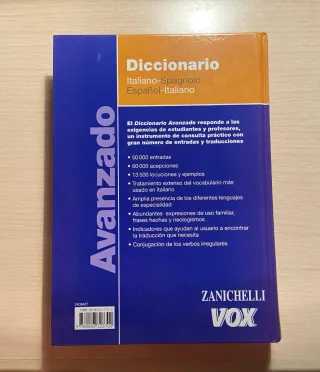 Diccionario
Italiano-Spagnolo
Español-Italiano
Avanzado
El Diccionario Avanzado responde a las
exigencias de estudiantes y profesores,
un instrumento de consulta práctico con
gran número de entradas y traducciones
• 50 000 entradas
• 60 000 acepciones
• 13 500 locuciones y ejemplos
• Tratamiento extenso del vocabulario más
usado en italiano
• Amplia presencia de los diferentes lenguajes
de especialidad
• Abundantes expresiones de uso familiar,
frases hechas y neologismos
• Indicadores que ayudan al usuario a encontrar
la traducción que necesita
• Conjugación de los verbos irregulares
ZANICHELLI
VOX